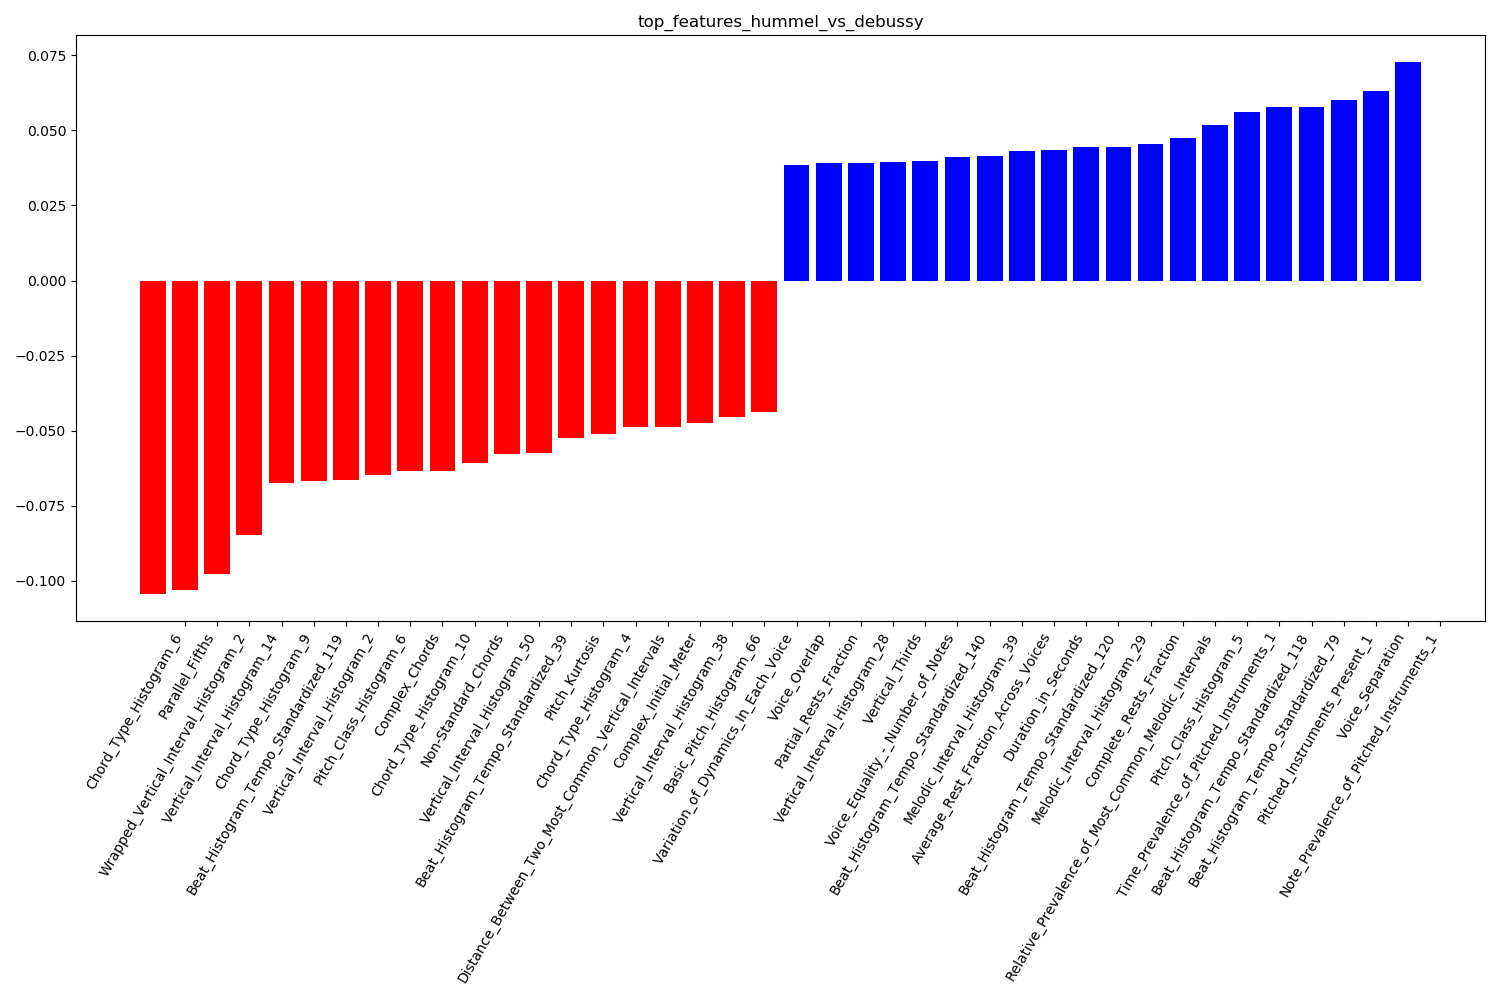 top_features_hummel_vs_debussy
0.075
0.050
0.025
0.000
−0.025
−0.050
−0.075
−0.100
Chord_Type_Histogram_6
Parallel_Fifths
Wrapped_Vertical_Interval_Histogram_2
Vertical_Interval_Histogram_14
Chord_Type_Histogram_9
Beat_Histogram_Tempo_Standardized_119
Vertical_Interval_Histogram_2
Pitch_Class_Histogram_6
Complex_Chords
Chord_Type_Histogram_10
Non-Standard_Chords
Vertical_Interval_Histogram_50
Beat_Histogram_Tempo_Standardized_39
Pitch_Kurtosis
Chord_Type_Histogram_4
Distance_Between_Two_Most_Common_Vertical_Intervals
Complex_Initial_Meter
Vertical_Interval_Histogram_38
Basic_Pitch_Histogram_66
Variation_of_Dynamics_In_Each_Voice
Voice_Overlap
Partial_Rests_Fraction
Vertical_Interval_Histogram_28
Vertical_Thirds
Voice_Equality_-_Number_of_Notes
Beat_Histogram_Tempo_Standardized_140
Melodic_Interval_Histogram_39
Average_Rest_Fraction_Across_Voices
Duration_in_Seconds
Beat_Histogram_Tempo_Standardized_120
Melodic_Interval_Histogram_29
Complete_Rests_Fraction
Relative_Prevalence_of_Most_Common_Melodic_Intervals
Pitch_Class_Histogram_5
Time_Prevalence_of_Pitched_Instruments_1
Beat_Histogram_Tempo_Standardized_118
Beat_Histogram_Tempo_Standardized_79
Pitched_Instruments_Present_1
Voice_Separation
Note_Prevalence_of_Pitched_Instruments_1